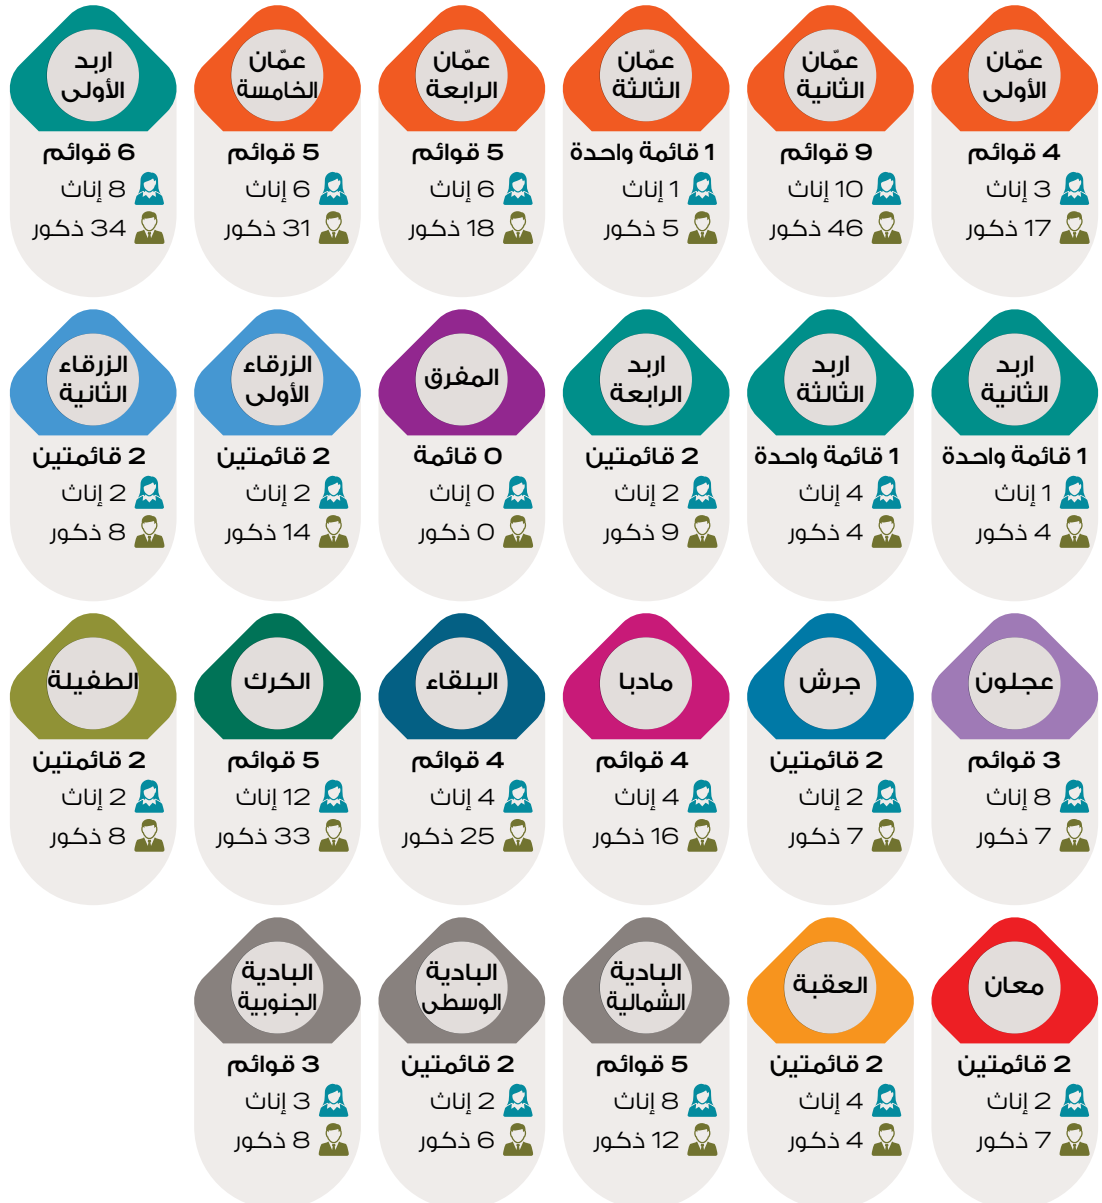 عمّان
الأولى
4 قوائم
3 إناث
17 ذكور
عمّان
الثانية
9 قوائم
10 إناث
46 ذكور
عمّان
الثالثة
1 قائمة واحدة
1 إناث
5 ذكور
عمّان
الرابعة
5 قوائم
6 إناث
18 ذكور
عمّان
الخامسة
5 قوائم
6 إناث
31 ذكور
اربد
الأولى
6 قوائم
8 إناث
34 ذكور
اربد
الثانية
1 قائمة واحدة
1 إناث
4 ذكور
اربد
الثالثة
1 قائمة واحدة
4 إناث
4 ذكور
اربد
الرابعة
2 قائمتين
2 إناث
9 ذكور
المفرق
0 قائمة
0 إناث
0 ذكور
الزرقاء
الأولى
2 قائمتين
2 إناث
14 ذكور
الزرقاء
الثانية
2 قائمتين
2 إناث
8 ذكور
عجلون
3 قوائم
8 إناث
7 ذكور
جرش
2 قائمتين
2 إناث
7 ذكور
مادبا
4 قوائم
4 إناث
16 ذكور
البلقاء
4 قوائم
4 إناث
25 ذكور
الكرك
5 قوائم
12 إناث
33 ذكور
الطفيلة
2 قائمتين
2 إناث
8 ذكور
معان
2 قائمتين
2 إناث
7 ذكور
العقبة
2 قائمتين
4 إناث
4 ذكور
البادية
الشمالية
5 قوائم
8 إناث
12 ذكور
البادية
الوسطى
2 قائمتين
2 إناث
6 ذكور
البادية
الجنوبية
3 قوائم
3 إناث
8 ذكور